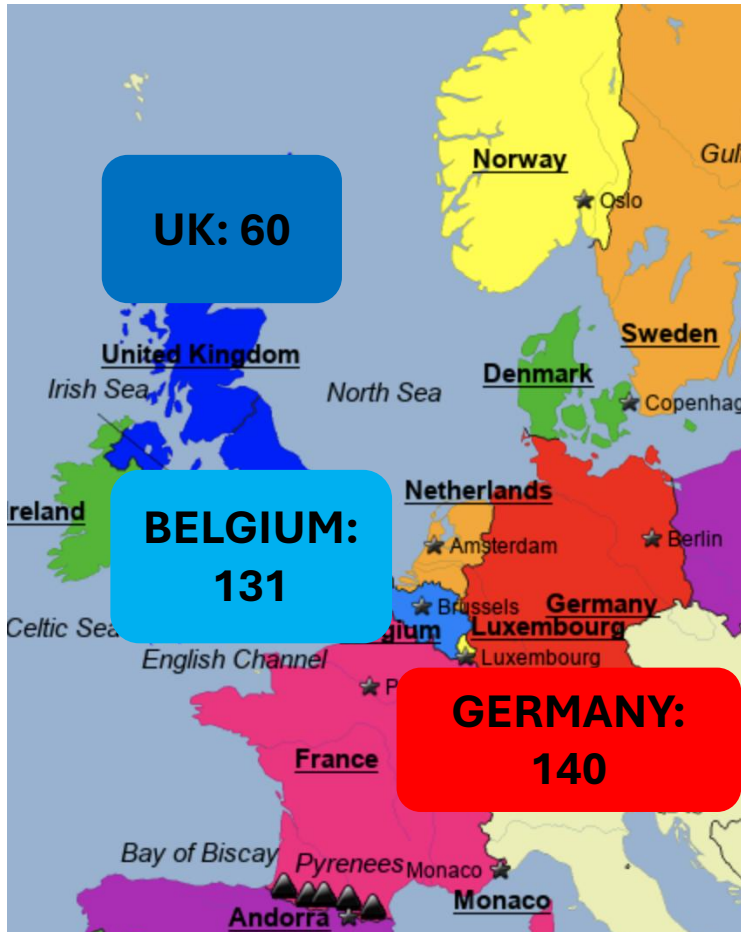 Norway
Gul
Oslo
UK: 60
Sweden
United Kingdom
Irish Sea
North Sea
Denmark
Copenhag
Netherlands
Ireland
BELGIUM:
131
Amsterdam
Berlin
Brussels
Germany
Celtic Sea
gium
Luxembourg
English Channel
Luxembourg
P
GERMANY:
140
France
Bay of Biscay
Pyrenees
Monaco
Monaco
Andorra